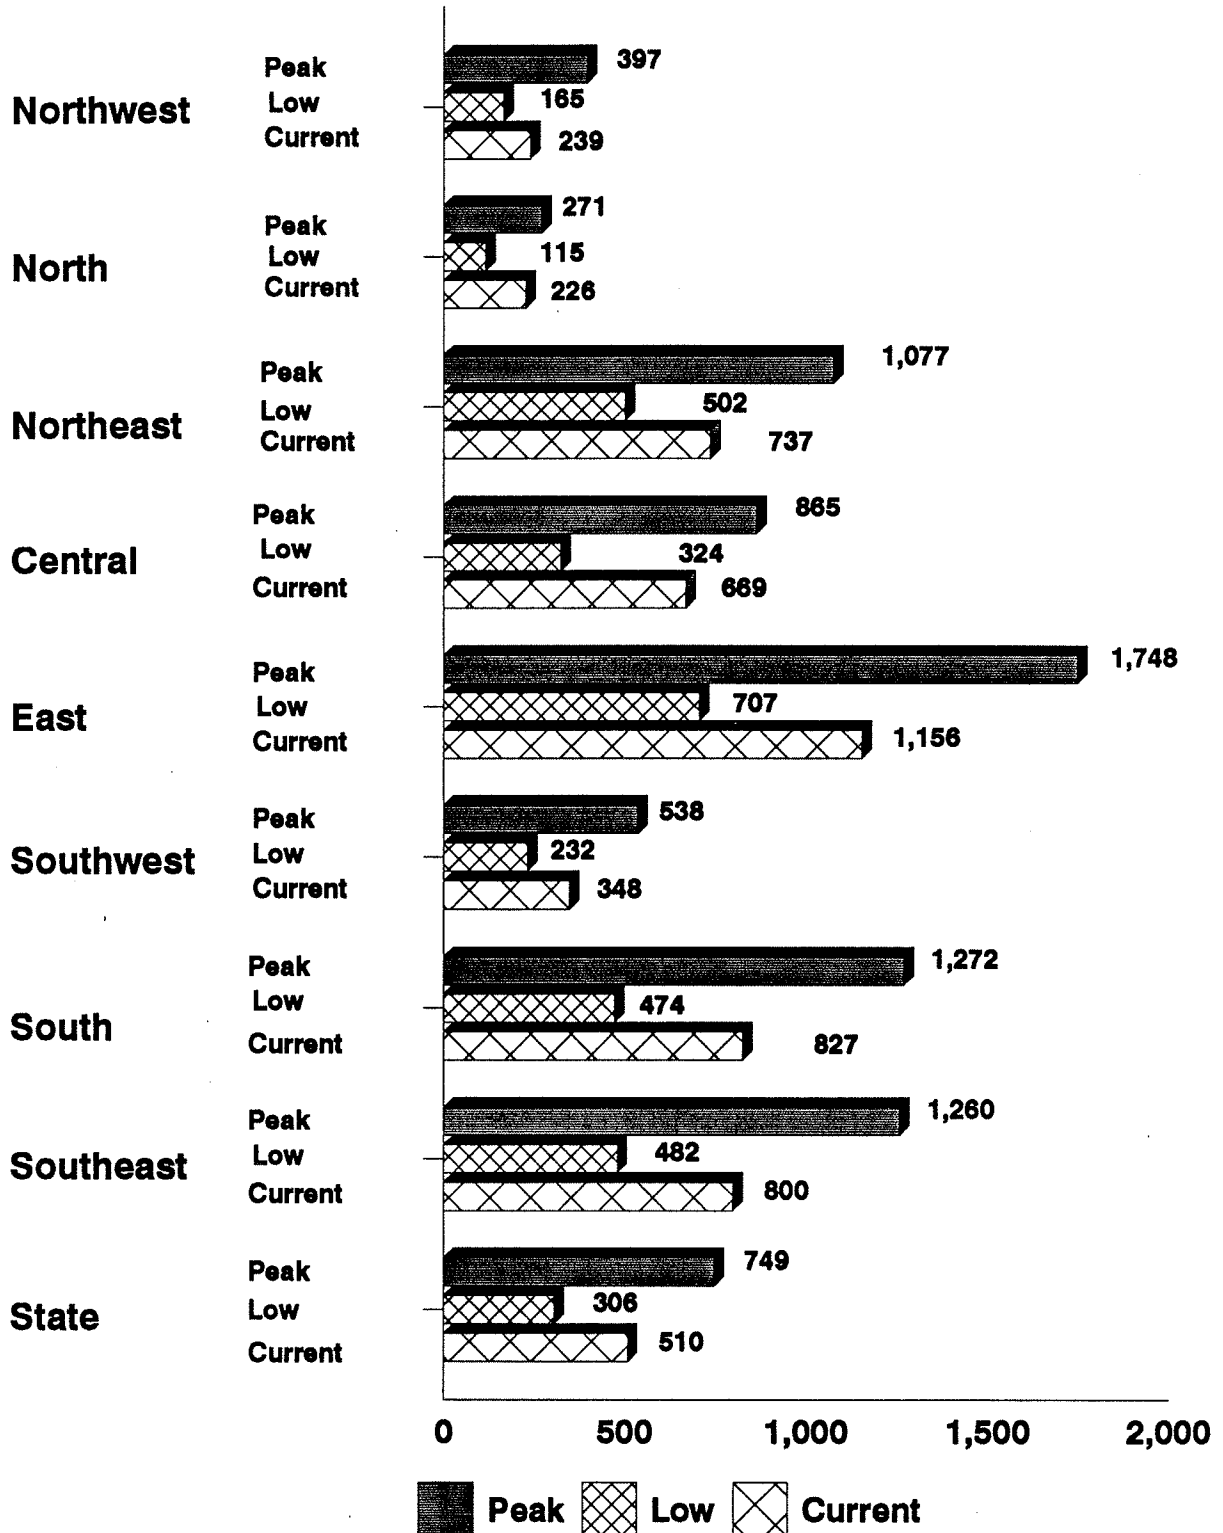 Peak 397
Northwest Low 165
Current 239
Peak 271
North Low 115
Current 226
Peak 1,077
Northeast Low 502
Current 737
Peak 865
Central Low 324
Current 669
Peak 1,748
East Low 707
Current 1,156
Peak 538
Southwest Low 232
Current 348
Peak 1,272
South Low 474
Current 827
Peak 1,260
Southeast Low 482
Current 800
Peak 749
State Low 306
Current 510
0 500 1,000 1,500 2,000
Peak Low Current